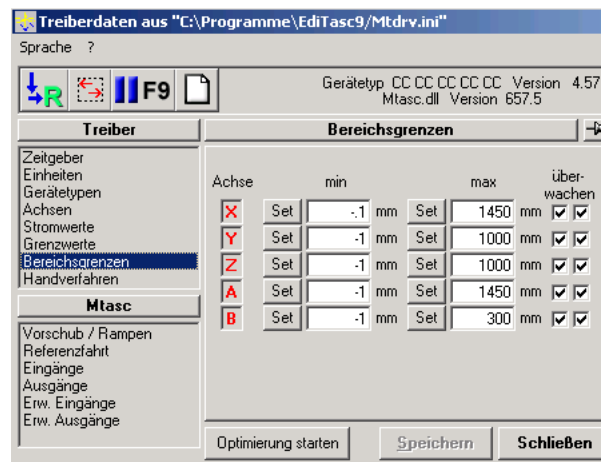 Treiberdaten aus "C:\Programme\EdiTasc9/Mtdrv.ini"
Sprache ?
R F9 Gerätetyp CC CC CC CC CC Version 4.57
Mtasc.dll Version 657.5
Treiber Bereichsgrenzen
Zeitgeber
Einheiten
Gerätetypen
Achsen
Stromwerte
Grenzwerte
Bereichsgrenzen
Handverfahren
Mtasc
Vorschub / Rampen
Referenzfahrt
Eingänge
Ausgänge
Erw. Eingänge
Erw. Ausgänge
Achse min max über-
wachen
X Set -.1 mm Set 1450 mm
Y Set -1 mm Set 1000 mm
Z Set -1 mm Set 1000 mm
A Set -1 mm Set 1450 mm
B Set -1 mm Set 300 mm
Optimierung starten Speichern Schließen